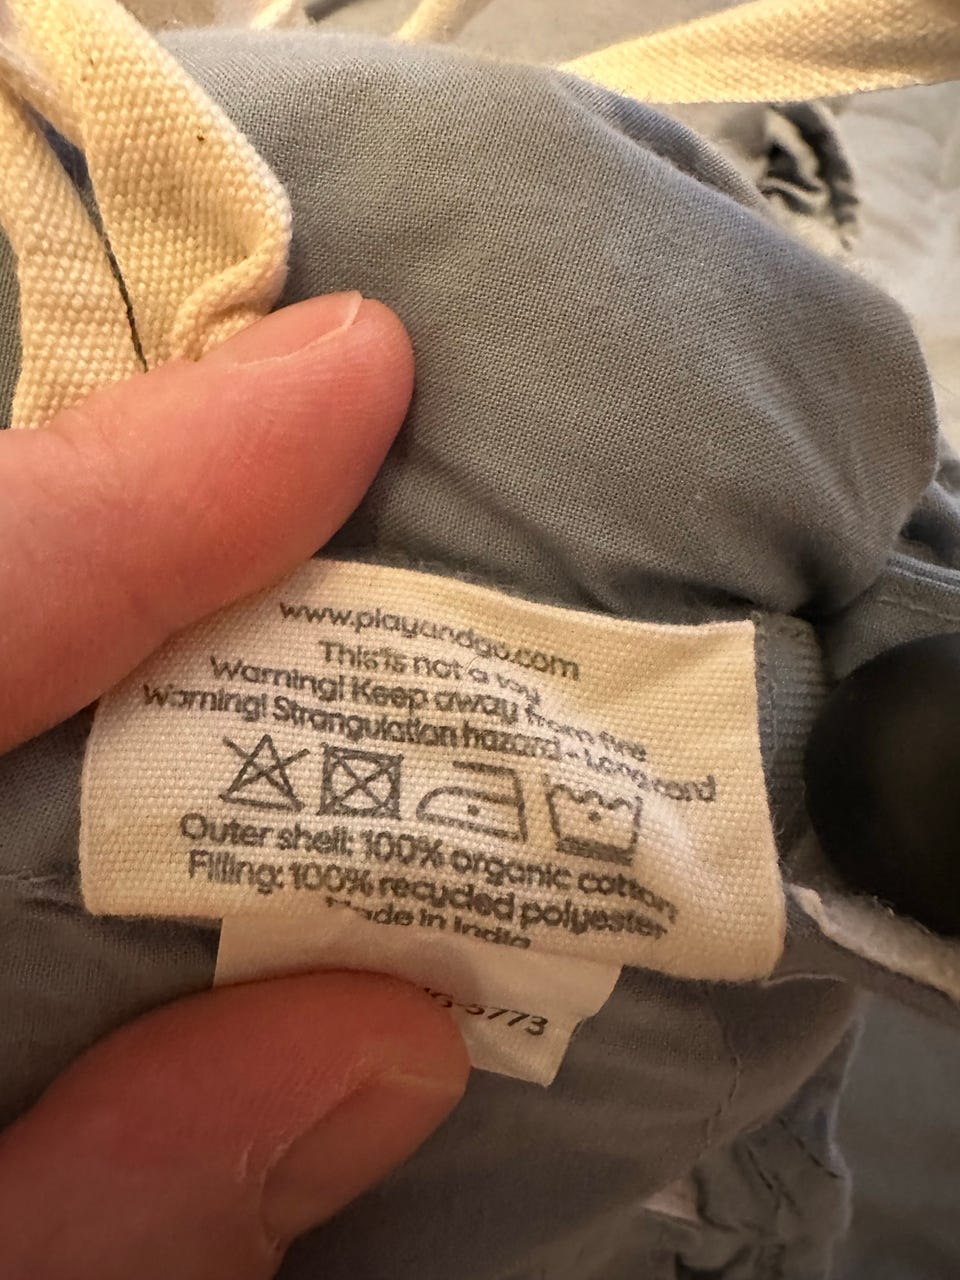 www.playandgo.com
This is not a toy
Warning! Keep away from fire
Warning! Strangulation hazard - Long cord
Outer shell: 100% organic cotton
Filling: 100% recycled polyester
Made in India
-5773